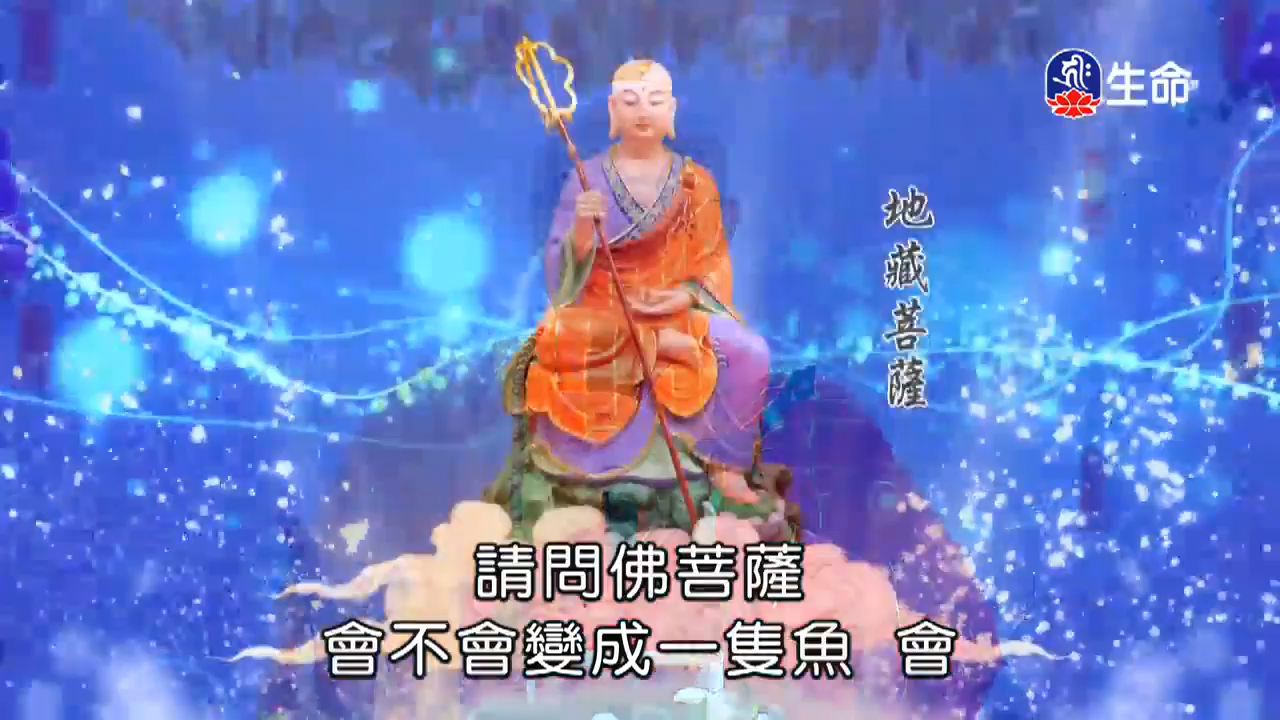 生命
地藏菩薩
請問佛菩薩
會不會變成一隻魚 會